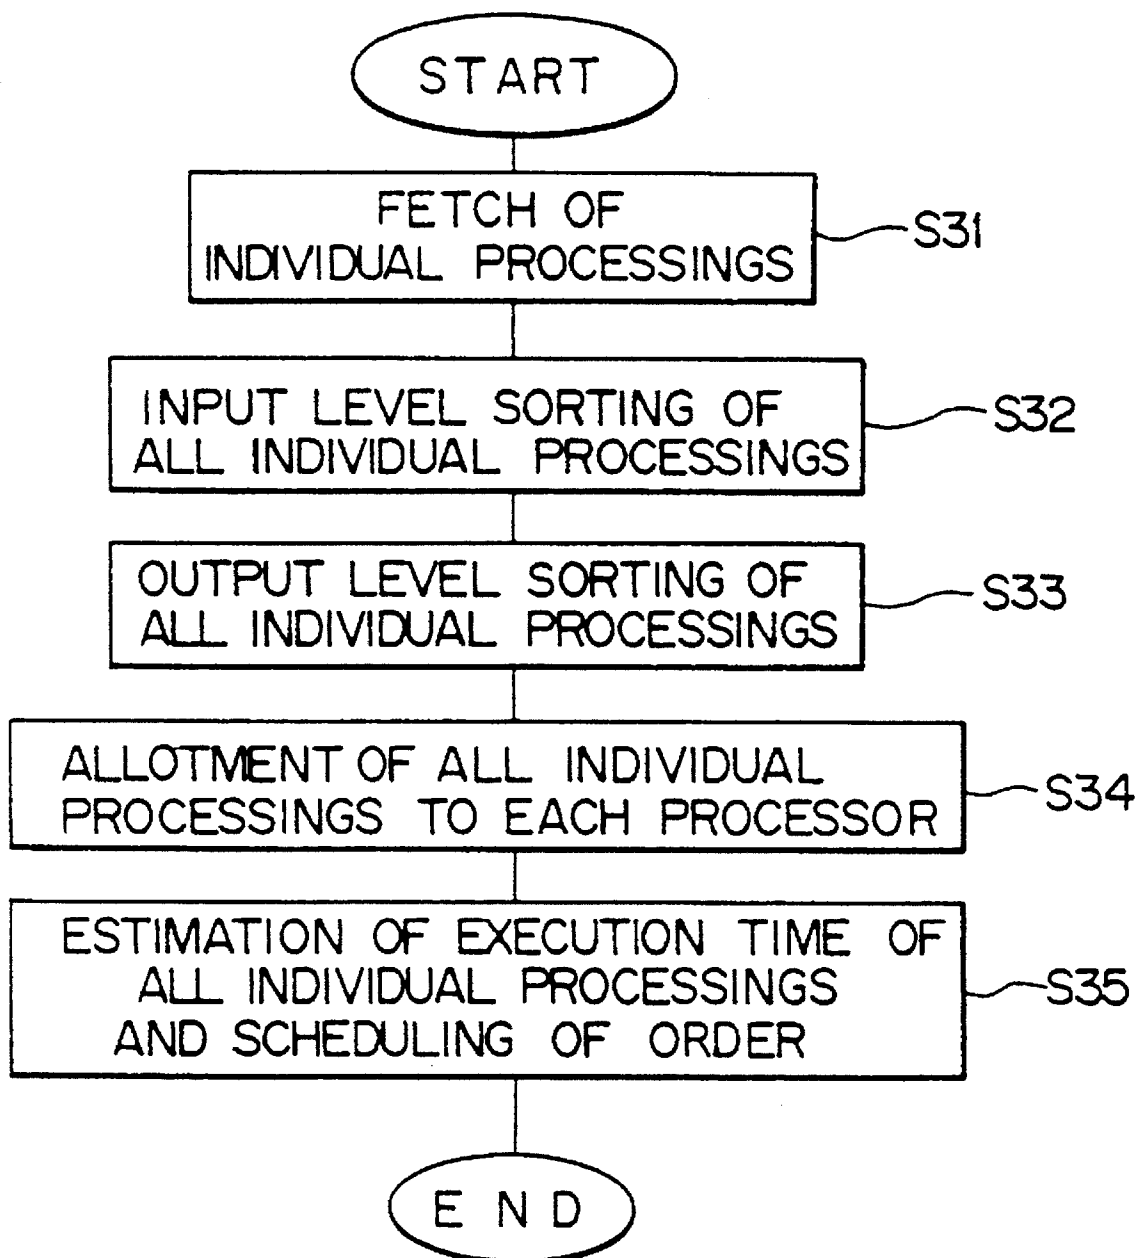 START
FETCH OF
INDIVIDUAL PROCESSINGS
S31
INPUT LEVEL SORTING OF
ALL INDIVIDUAL PROCESSINGS
S32
OUTPUT LEVEL SORTING OF
ALL INDIVIDUAL PROCESSINGS
S33
ALLOTMENT OF ALL INDIVIDUAL
PROCESSINGS TO EACH PROCESSOR
S34
ESTIMATION OF EXECUTION TIME OF
ALL INDIVIDUAL PROCESSINGS
AND SCHEDULING OF ORDER
S35
END